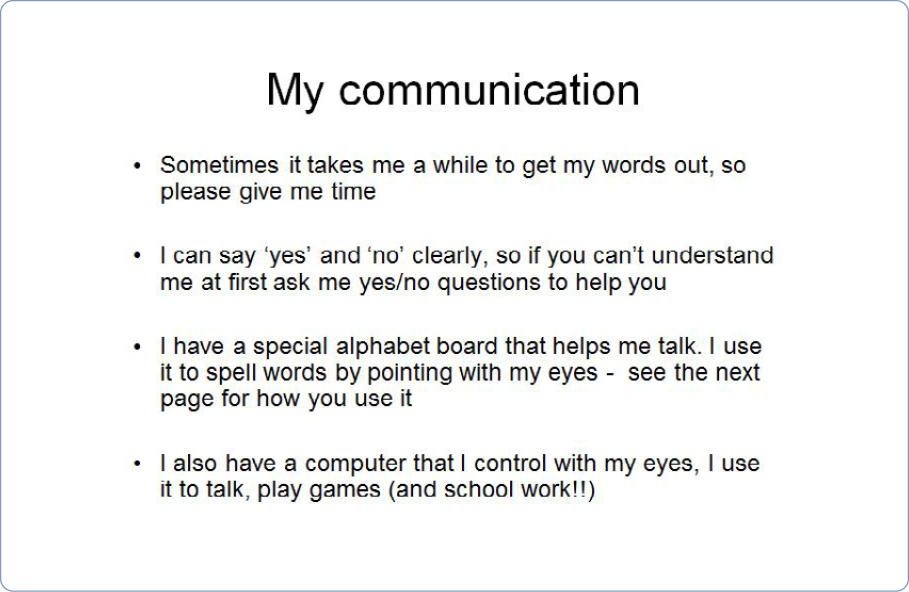 My communication
• Sometimes it takes me a while to get my words out, so
please give me time
• I can say ‘yes’ and ‘no’ clearly, so if you can’t understand
me at first ask me yes/no questions to help you
• I have a special alphabet board that helps me talk. I use
it to spell words by pointing with my eyes -  see the next
page for how you use it
• I also have a computer that I control with my eyes, I use
it to talk, play games (and school work!!)